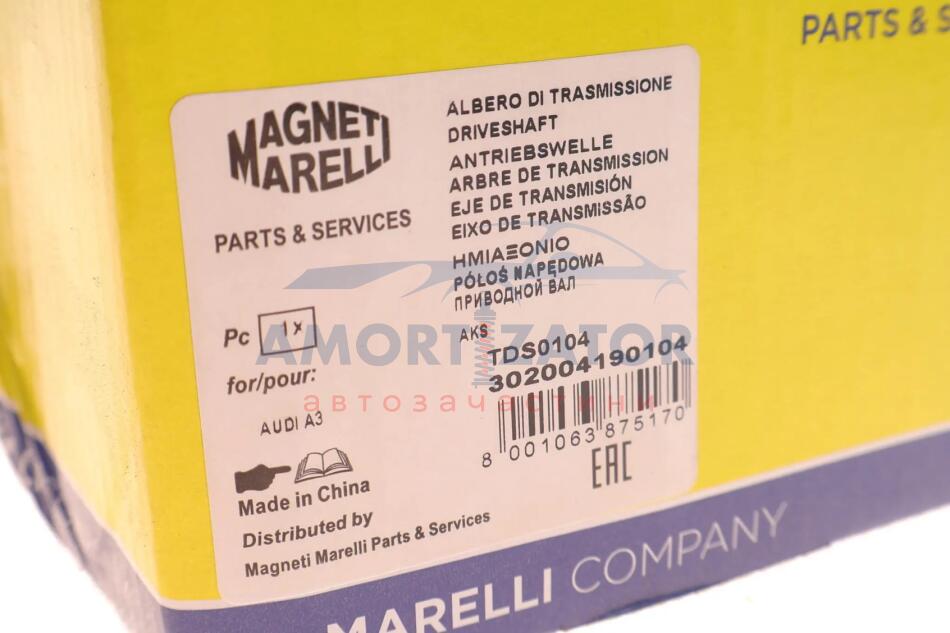 PARTS & S
MAGNETI
MARELLI
PARTS & SERVICES
ALBERO DI TRASMISSIONE
DRIVESHAFT
ANTRIEBSWELLE
ARBRE DE TRANSMISSION
EJE DE TRANSMISIÓN
EIXO DE TRANSMISSÃO
ΗΜΙΑΞΟΝΙΟ
PÓŁOŚ NAPĘDOWA
ПРИВОДНОЙ ВАЛ
AKS
Pc 1x
for/pour:
AUDI A3
TDS0104
302004190104
8 001063 875170
EAC
Made in China
Distributed by
Magneti Marelli Parts & Services
AMORTIZATOR
автозапчастини
MARELLI COMPANY